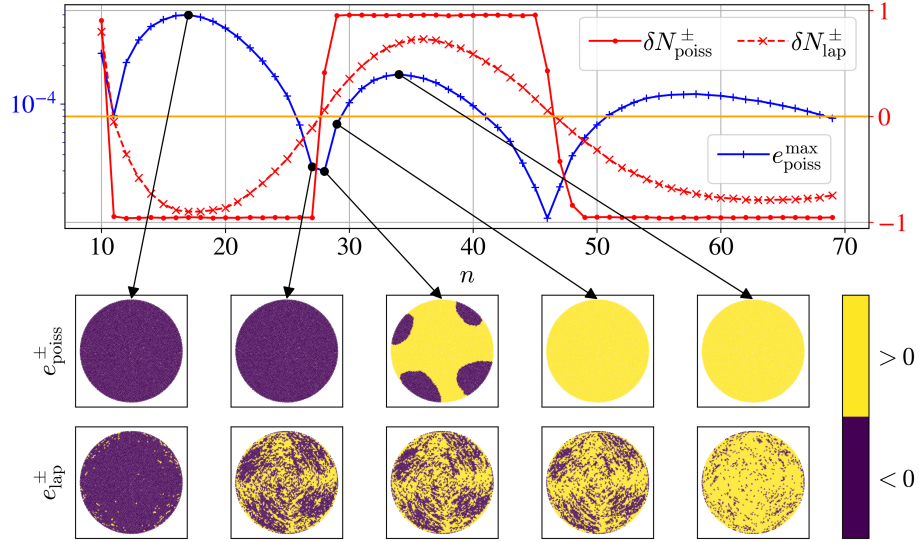 1
δN^±_poiss δN^±_lap
10^−4
0
e^max_poiss
−1
10 20 30 40 50 60 70
n
e^±_poiss
> 0
e^±_lap
< 0